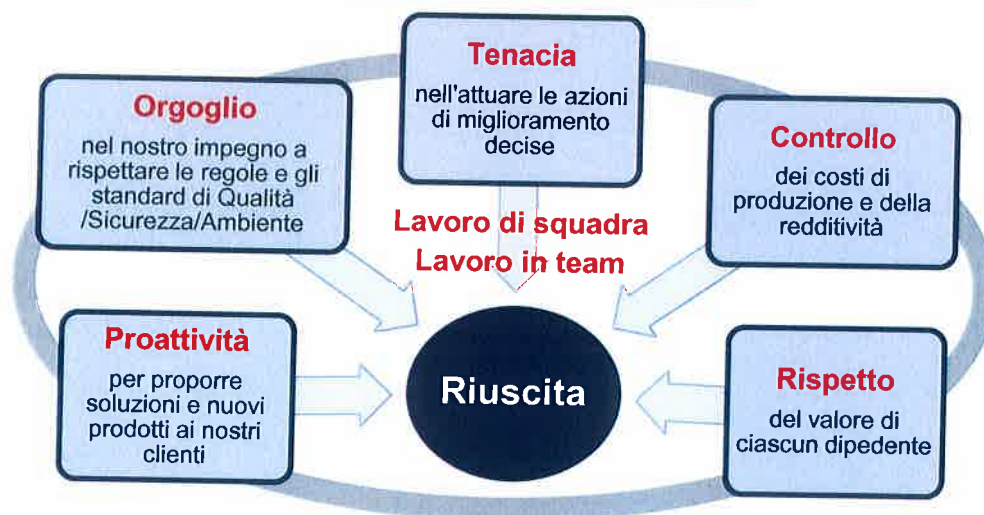 Tenacia
nell'attuare le azioni
di miglioramento
decise
Orgoglio
nel nostro impegno a
rispettare le regole e gli
standard di Qualità
/Sicurezza/Ambiente
Controllo
dei costi di
produzione e della
redditività
Lavoro di squadra
Lavoro in team
Proattività
per proporre
soluzioni e nuovi
prodotti ai nostri
clienti
Riuscita
Rispetto
del valore di
ciascun dipedente